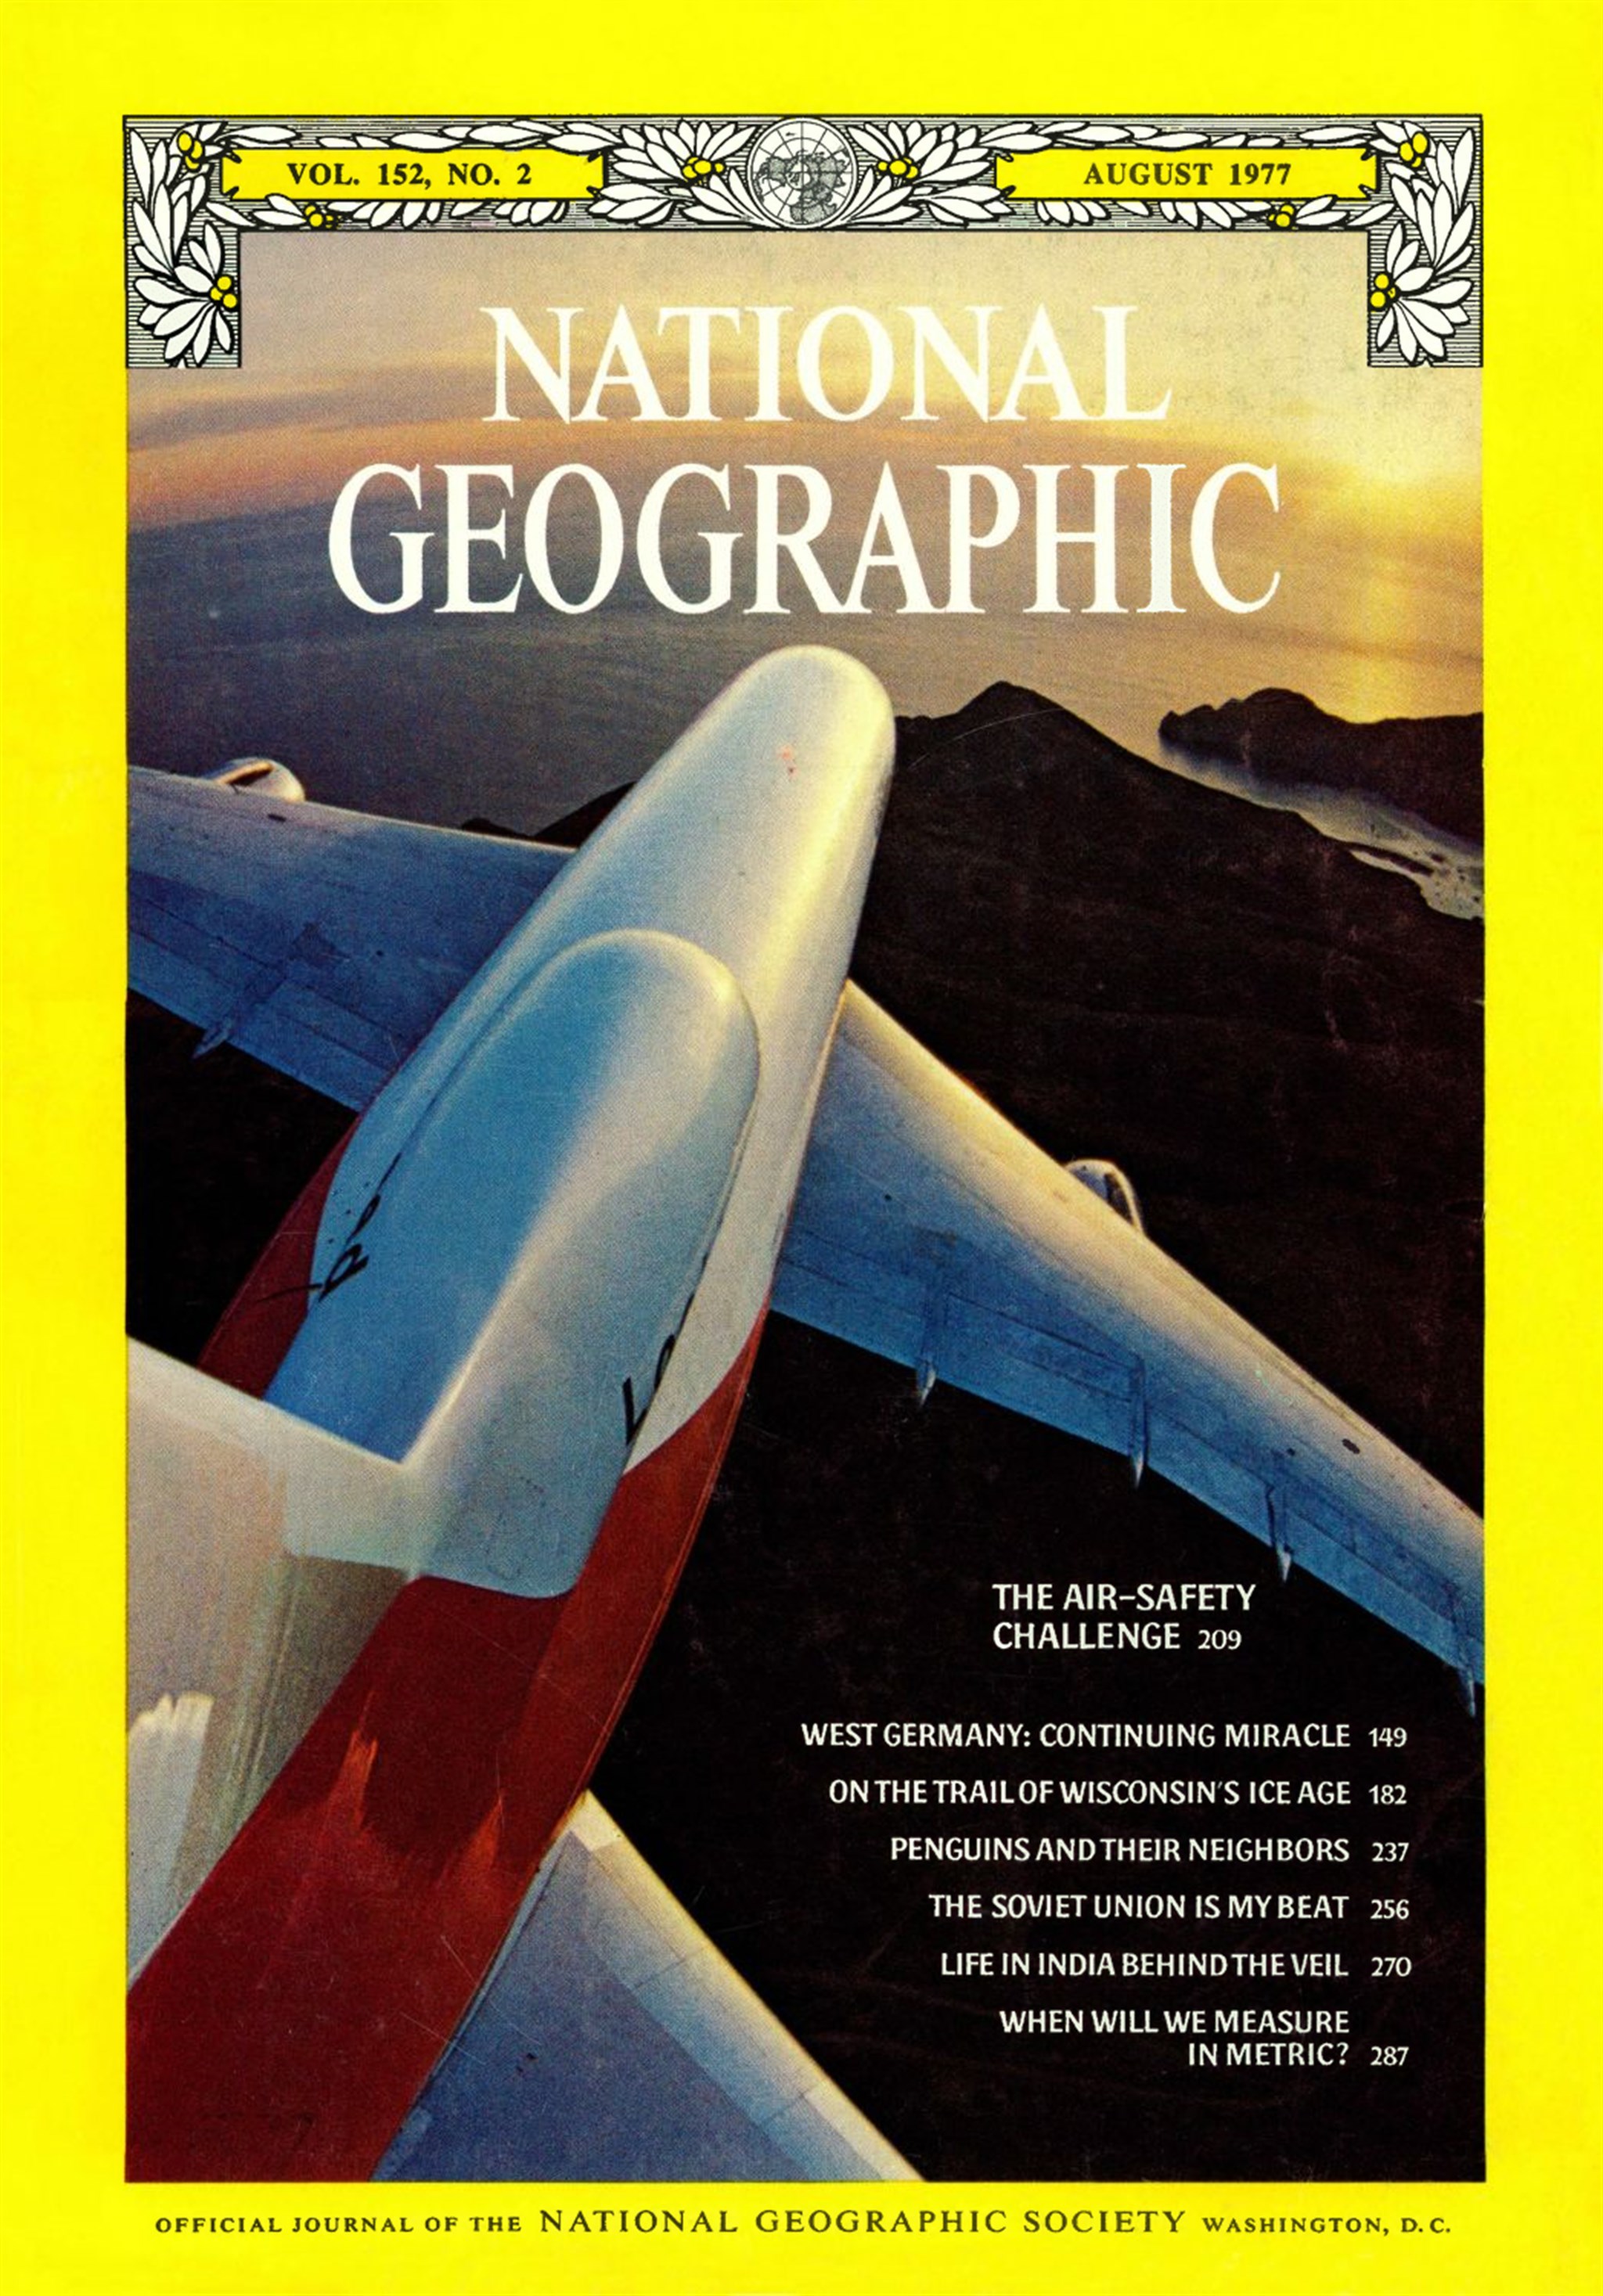 VOL. 152, NO. 2
AUGUST 1977
NATIONAL
GEOGRAPHIC
THE AIR-SAFETY
CHALLENGE 209
WEST GERMANY: CONTINUING MIRACLE 149
ON THE TRAIL OF WISCONSIN'S ICE AGE 182
PENGUINS AND THEIR NEIGHBORS 237
THE SOVIET UNION IS MY BEAT 256
LIFE IN INDIA BEHIND THE VEIL 270
WHEN WILL WE MEASURE
IN METRIC? 287
OFFICIAL JOURNAL OF THE NATIONAL GEOGRAPHIC SOCIETY WASHINGTON, D.C.